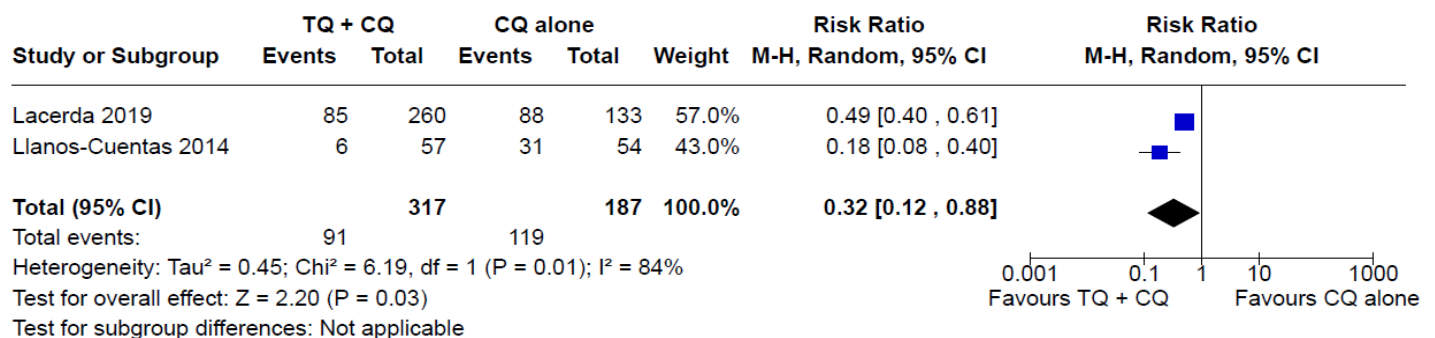 TQ + CQ CQ alone Risk Ratio Risk Ratio
Study or Subgroup Events Total Events Total Weight M-H, Random, 95% CI M-H, Random, 95% CI
Lacerda 2019 85 260 88 133 57.0% 0.49 [0.40 , 0.61]
Llanos-Cuentas 2014 6 57 31 54 43.0% 0.18 [0.08 , 0.40]
Total (95% CI) 317 187 100.0% 0.32 [0.12 , 0.88]
Total events: 91 119
Heterogeneity: Tau² = 0.45; Chi² = 6.19, df = 1 (P = 0.01); I² = 84%
0.001 0.1 1 10 1000
Test for overall effect: Z = 2.20 (P = 0.03)
Favours TQ + CQ Favours CQ alone
Test for subgroup differences: Not applicable